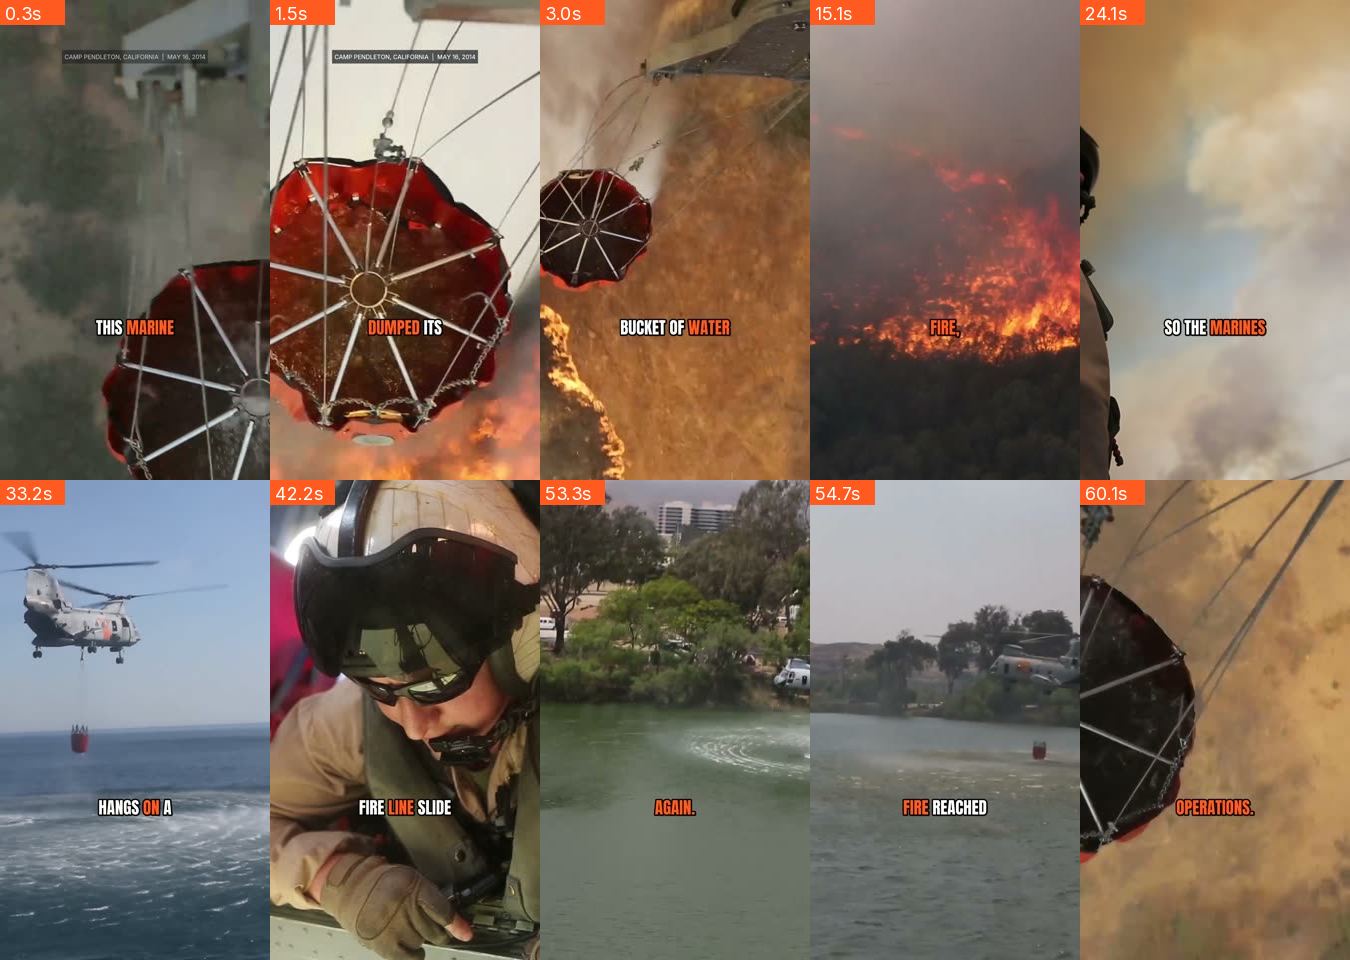 0.3s
CAMP PENDLETON, CALIFORNIA | MAY 16, 2014
THIS MARINE
1.5s
CAMP PENDLETON, CALIFORNIA | MAY 16, 2014
DUMPED ITS
3.0s
BUCKET OF WATER
15.1s
FIRE,
24.1s
SO THE MARINES
33.2s
HANGS ON A
42.2s
FIRE LINE SLIDE
53.3s
AGAIN.
54.7s
FIRE REACHED
60.1s
OPERATIONS.